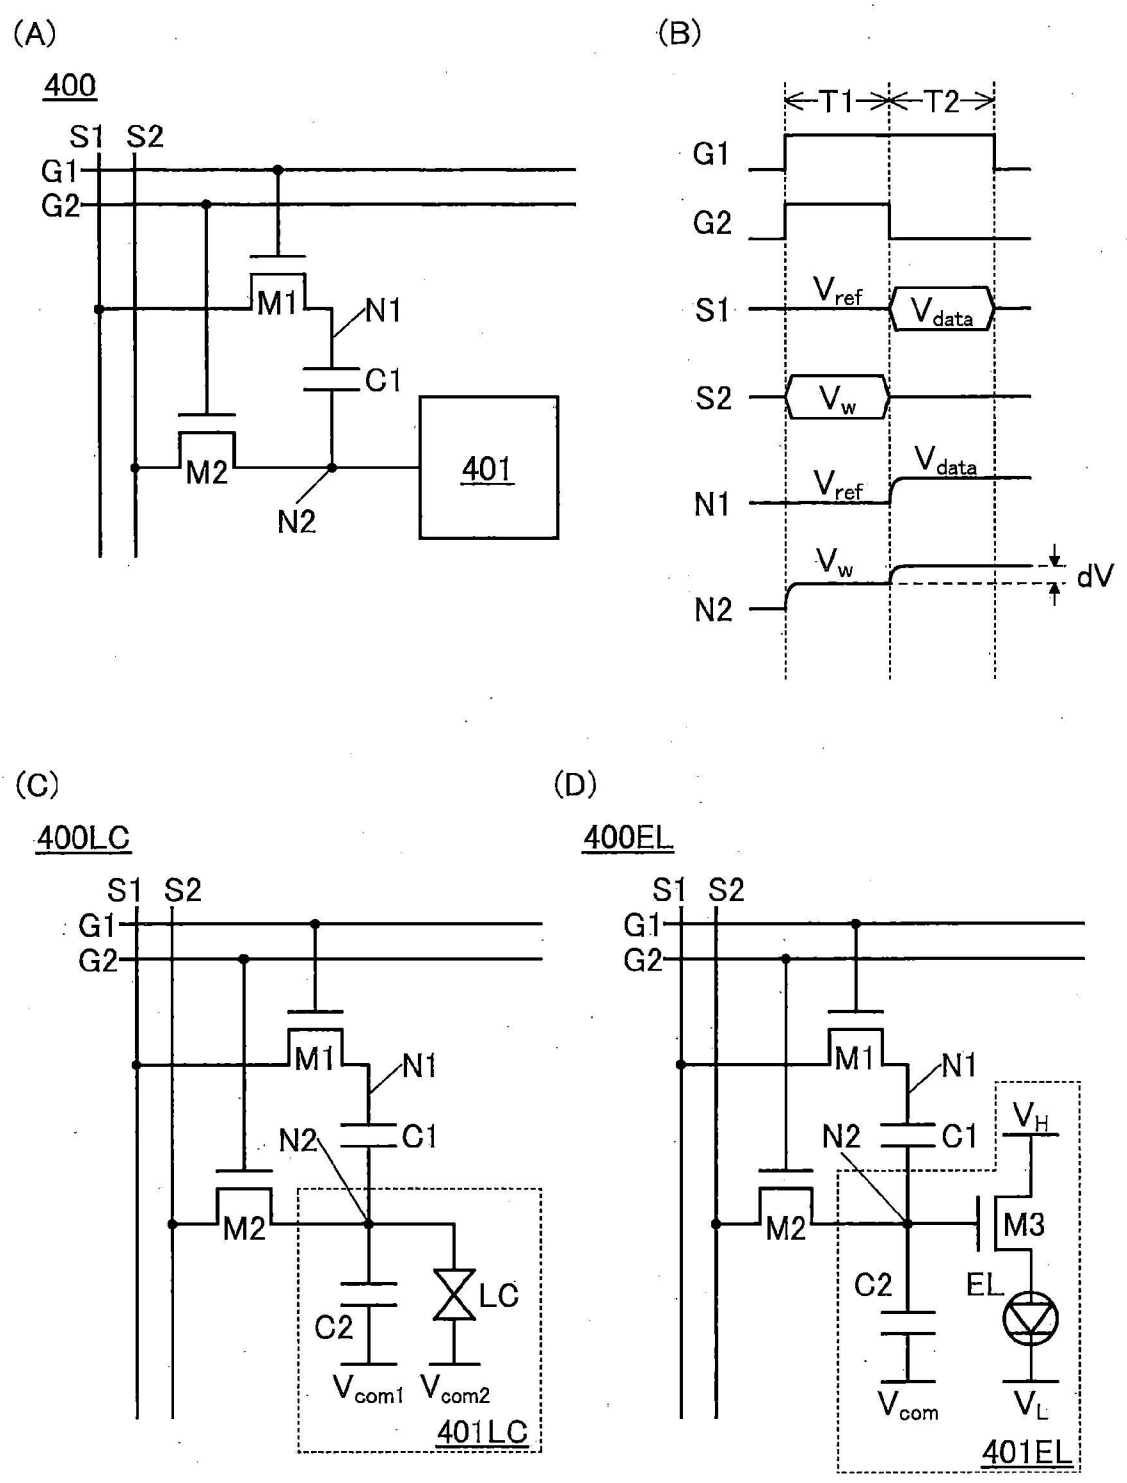 (A)
400
S1 S2
G1
G2
M1
N1
C1
M2
401
N2
(B)
T1 T2
G1
G2
S1 Vref Vdata
S2 Vw
N1 Vref Vdata
N2 Vw dV
(C)
400LC
S1 S2
G1
G2
M1
N1
N2
C1
M2
C2
LC
Vcom1 Vcom2
401LC
(D)
400EL
S1 S2
G1
G2
M1
N1
VH
N2
C1
M2
M3
C2
EL
Vcom
VL
401EL